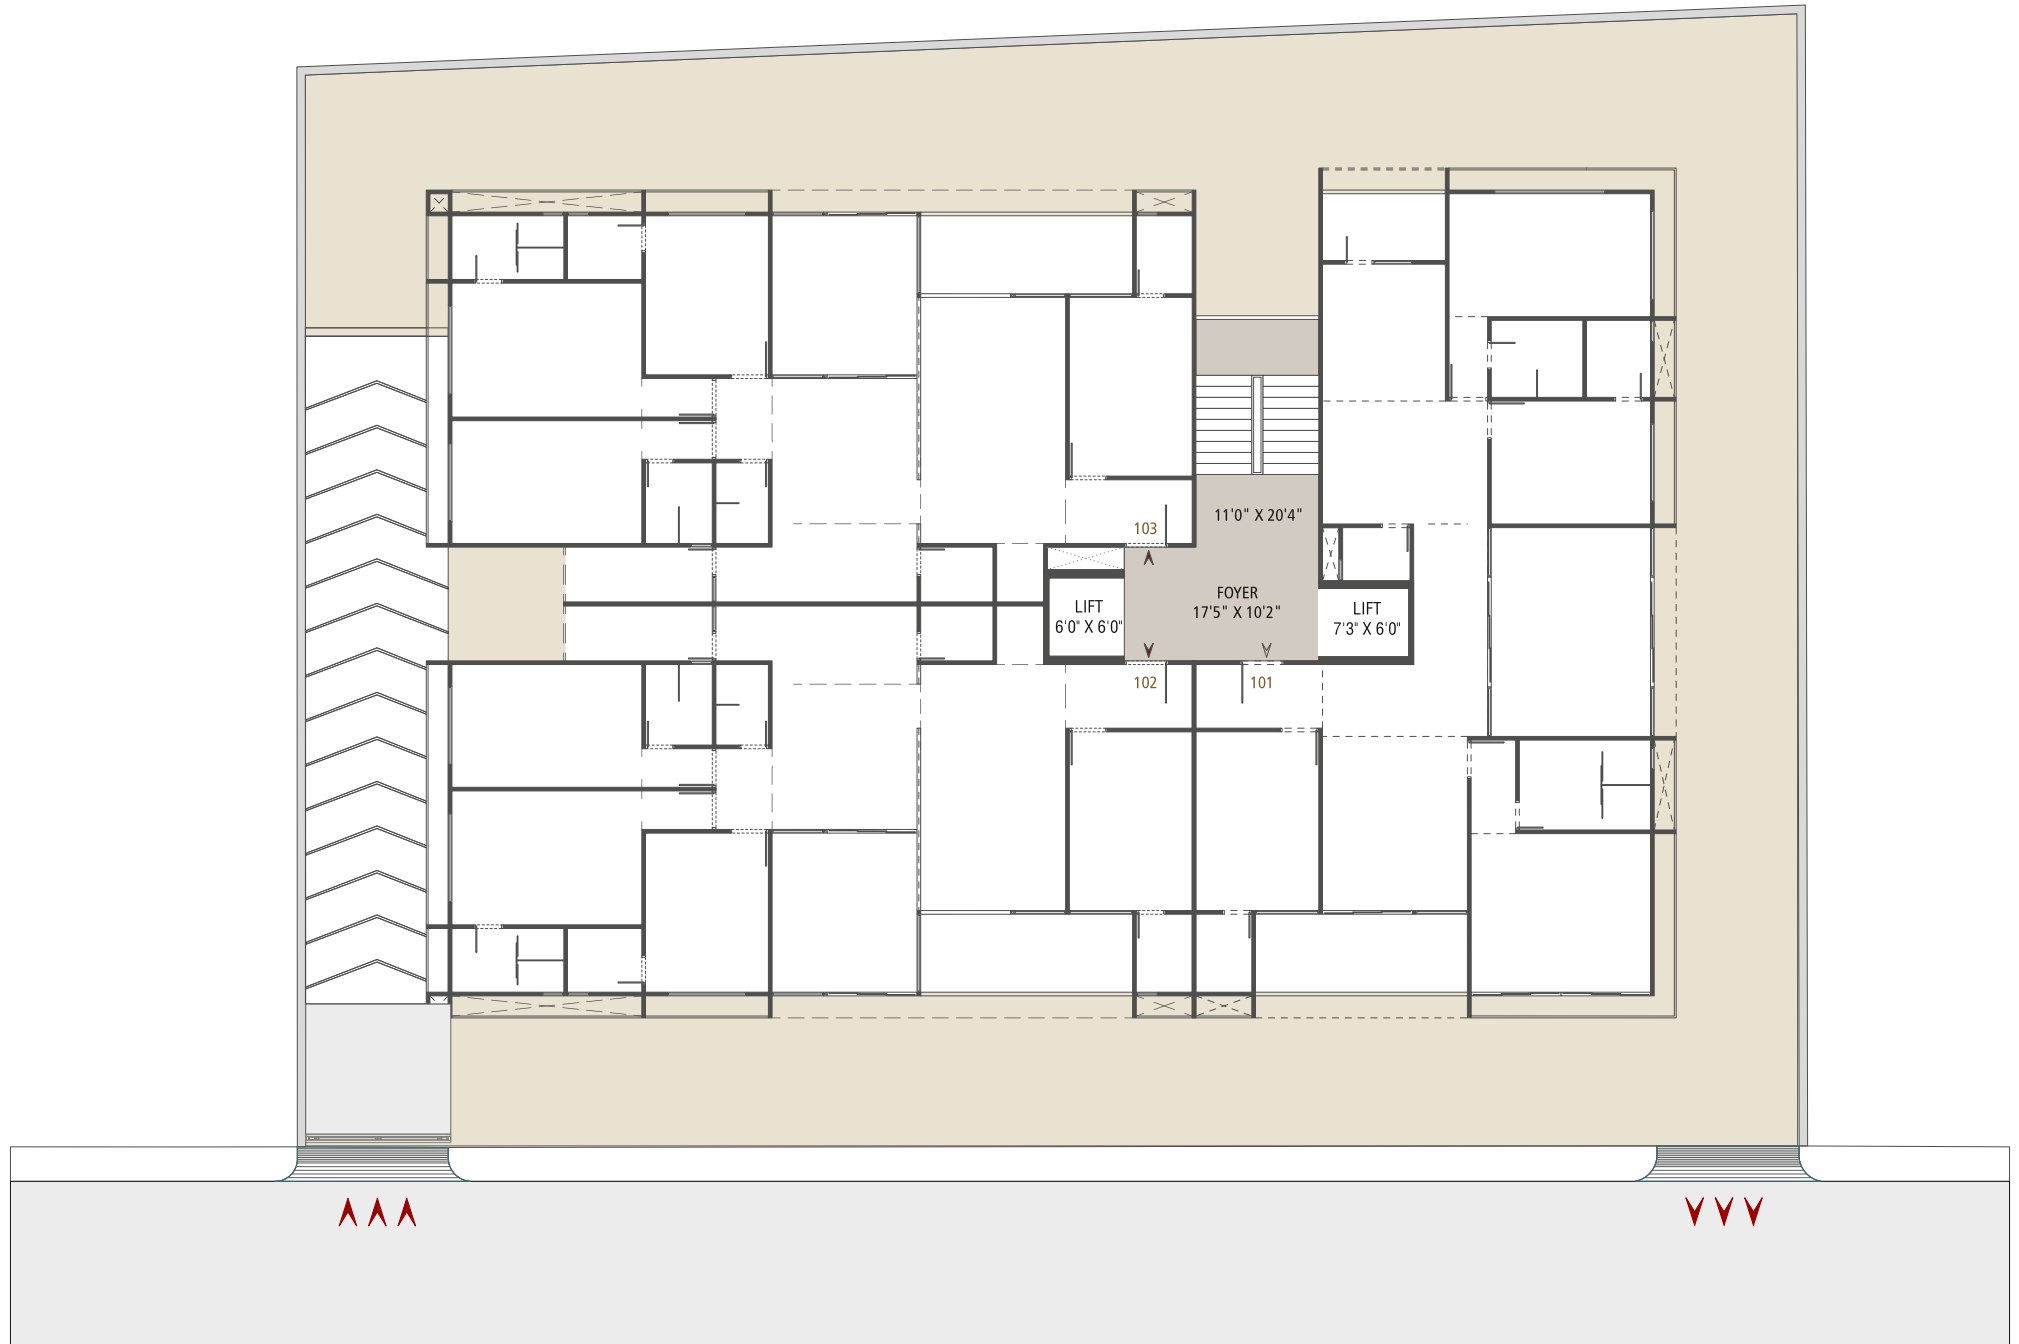 11'0" X 20'4"
103
FOYER
17'5" X 10'2"
LIFT
6'0" X 6'0"
LIFT
7'3" X 6'0"
102
101